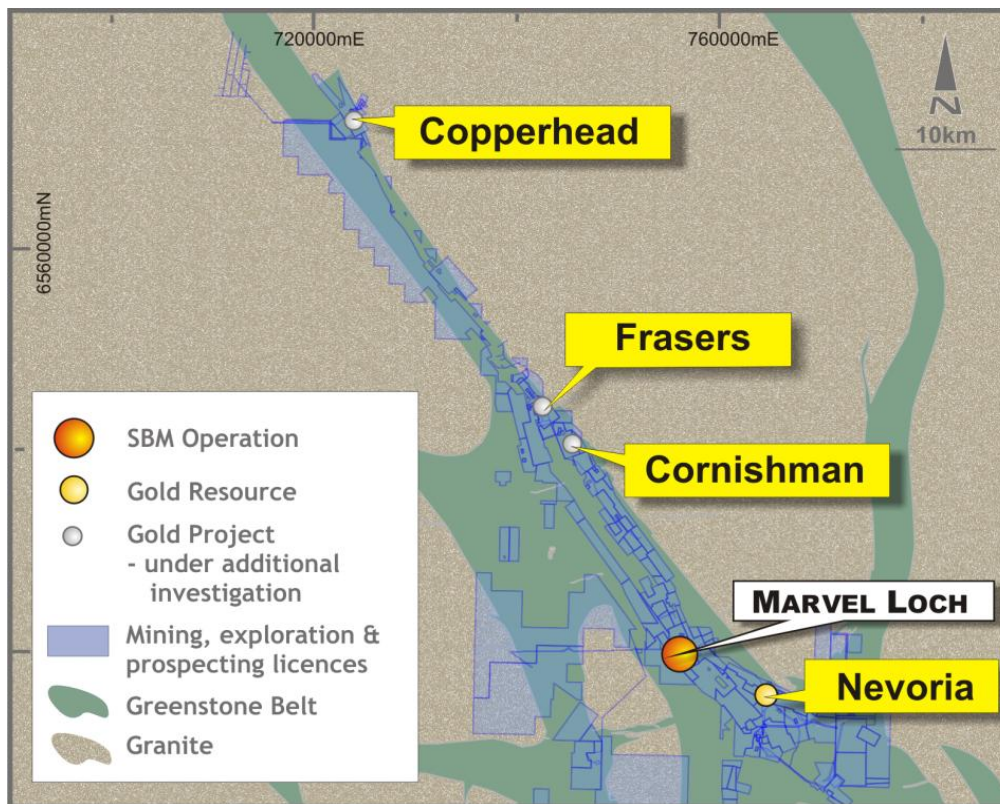 720000mE
760000mE
N
10km
Copperhead
6560000mN
Frasers
Cornishman
SBM Operation
Gold Resource
Gold Project
- under additional
investigation
Mining, exploration &
prospecting licences
Greenstone Belt
Granite
MARVEL LOCH
Nevoria